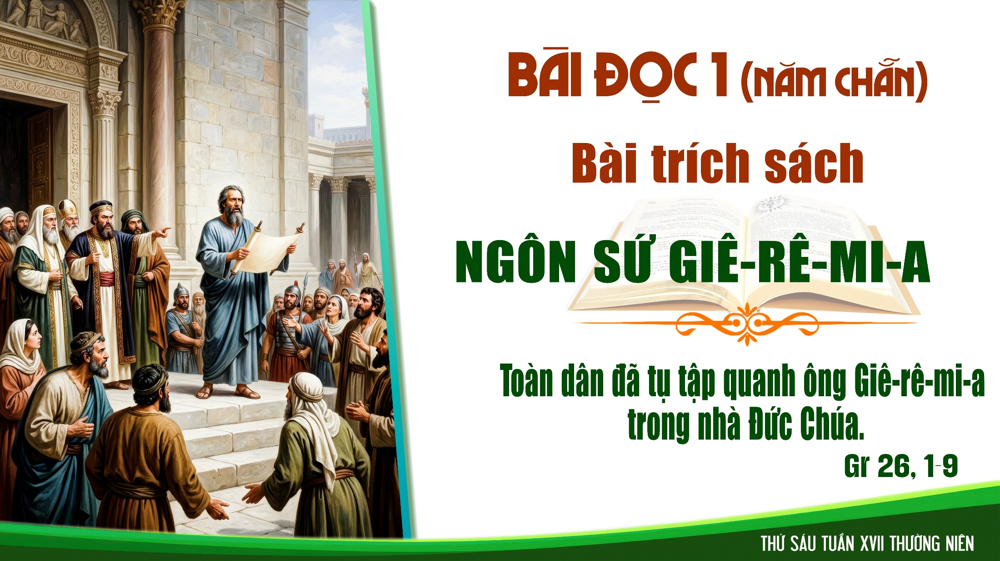 BÀI ĐỌC 1 (NĂM CHẴN)
Bài trích sách
NGÔN SỨ GIÊ-RÊ-MI-A
Toàn dân đã tụ tập quanh ông Giê-rê-mi-a
trong nhà Đức Chúa.
Gr 26, 1-9
THỨ SÁU TUẦN XVII THƯỜNG NIÊN